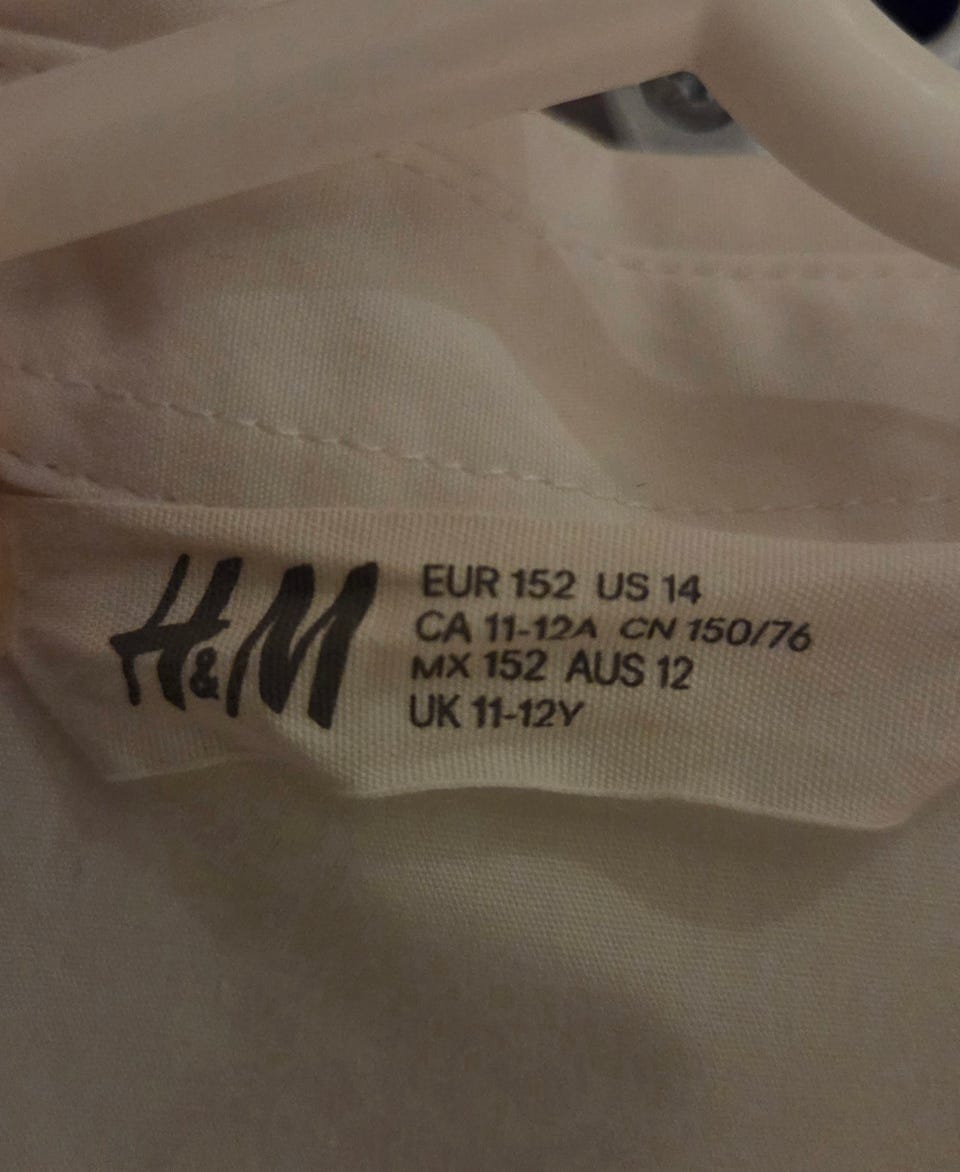 H&M
EUR 152 US 14
CA 11-12A CN 150/76
MX 152 AUS 12
UK 11-12Y